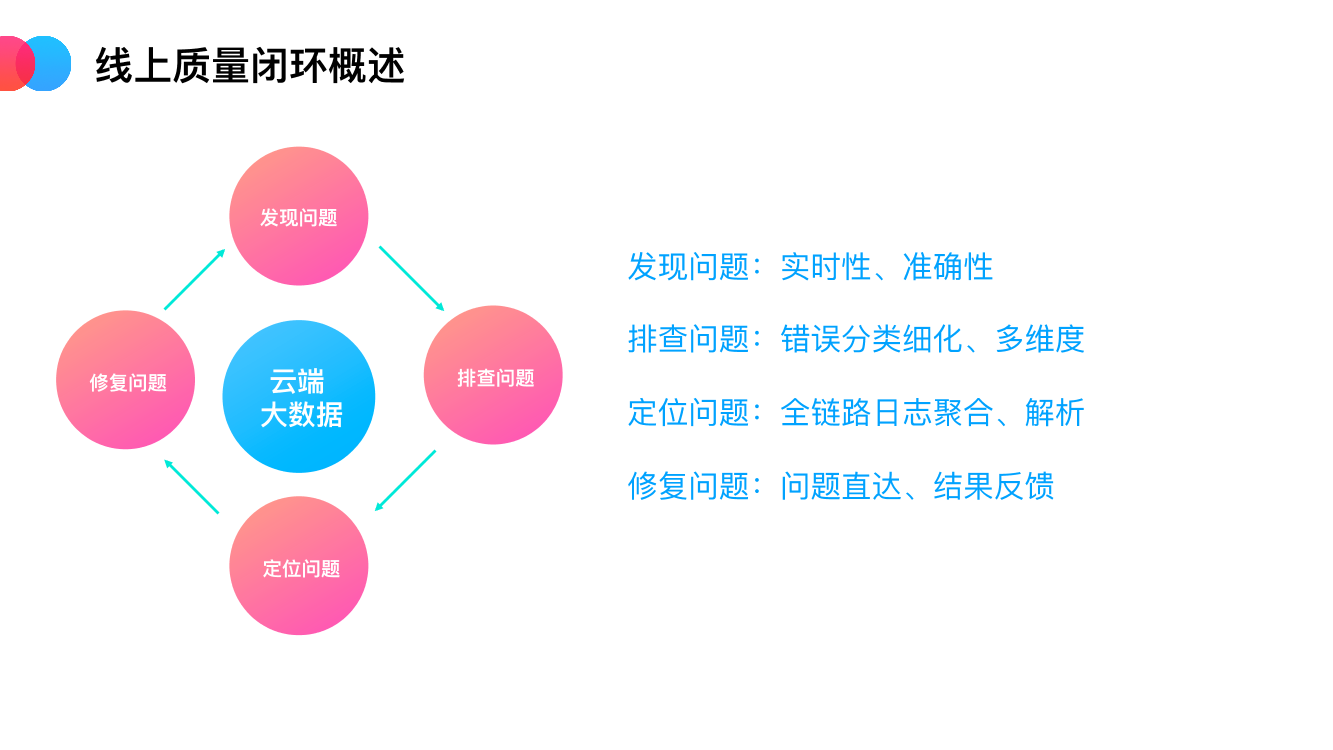 线上质量闭环概述
发现问题
修复问题
云端
大数据
排查问题
定位问题
发现问题：实时性、准确性
排查问题：错误分类细化、多维度
定位问题：全链路日志聚合、解析
修复问题：问题直达、结果反馈